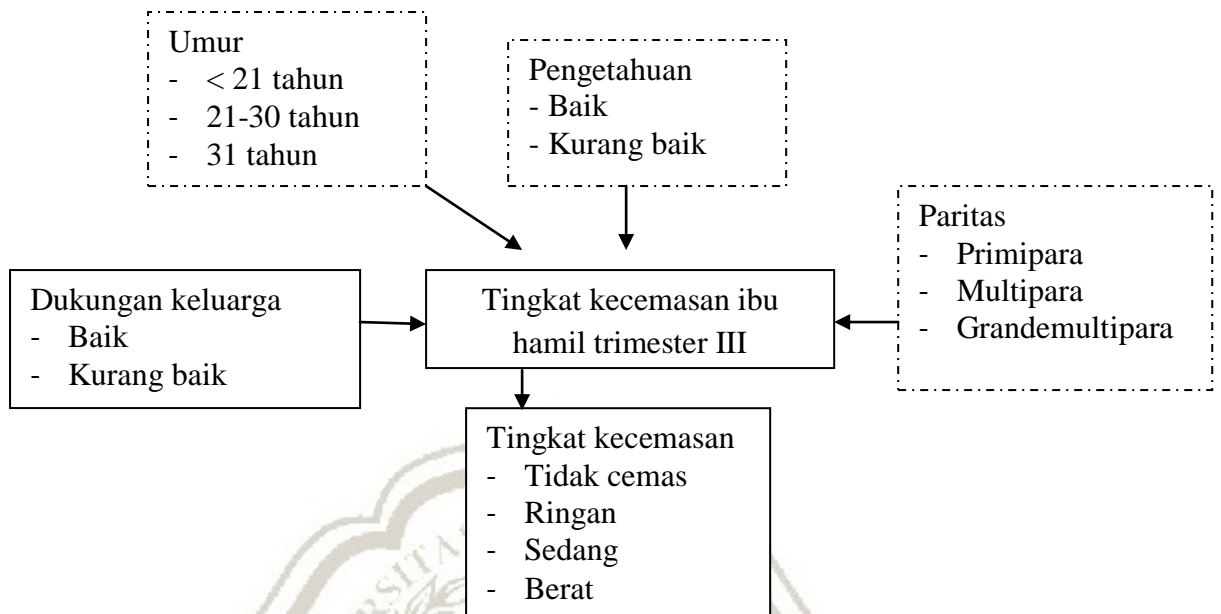 Umur
- < 21 tahun
- 21-30 tahun
- 31 tahun
Pengetahuan
- Baik
- Kurang baik
Paritas
- Primipara
- Multipara
- Grandemultipara
Dukungan keluarga
- Baik
- Kurang baik
Tingkat kecemasan ibu
hamil trimester III
Tingkat kecemasan
- Tidak cemas
- Ringan
- Sedang
- Berat